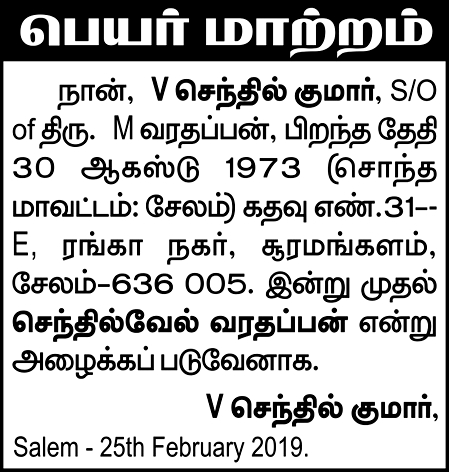 பெயர் மாற்றம்
நான், V செந்தில் குமார், S/O
of திரு. M வரதப்பன், பிறந்த தேதி
30 ஆகஸ்டு 1973 (சொந்த
மாவட்டம்: சேலம்) கதவு எண்.31--
E, ரங்கா நகர், சூரமங்களம்,
சேலம்-636 005. இன்று முதல்
செந்தில்வேல் வரதப்பன் என்று
அழைக்கப் படுவேனாக.
V செந்தில் குமார்,
Salem - 25th February 2019.